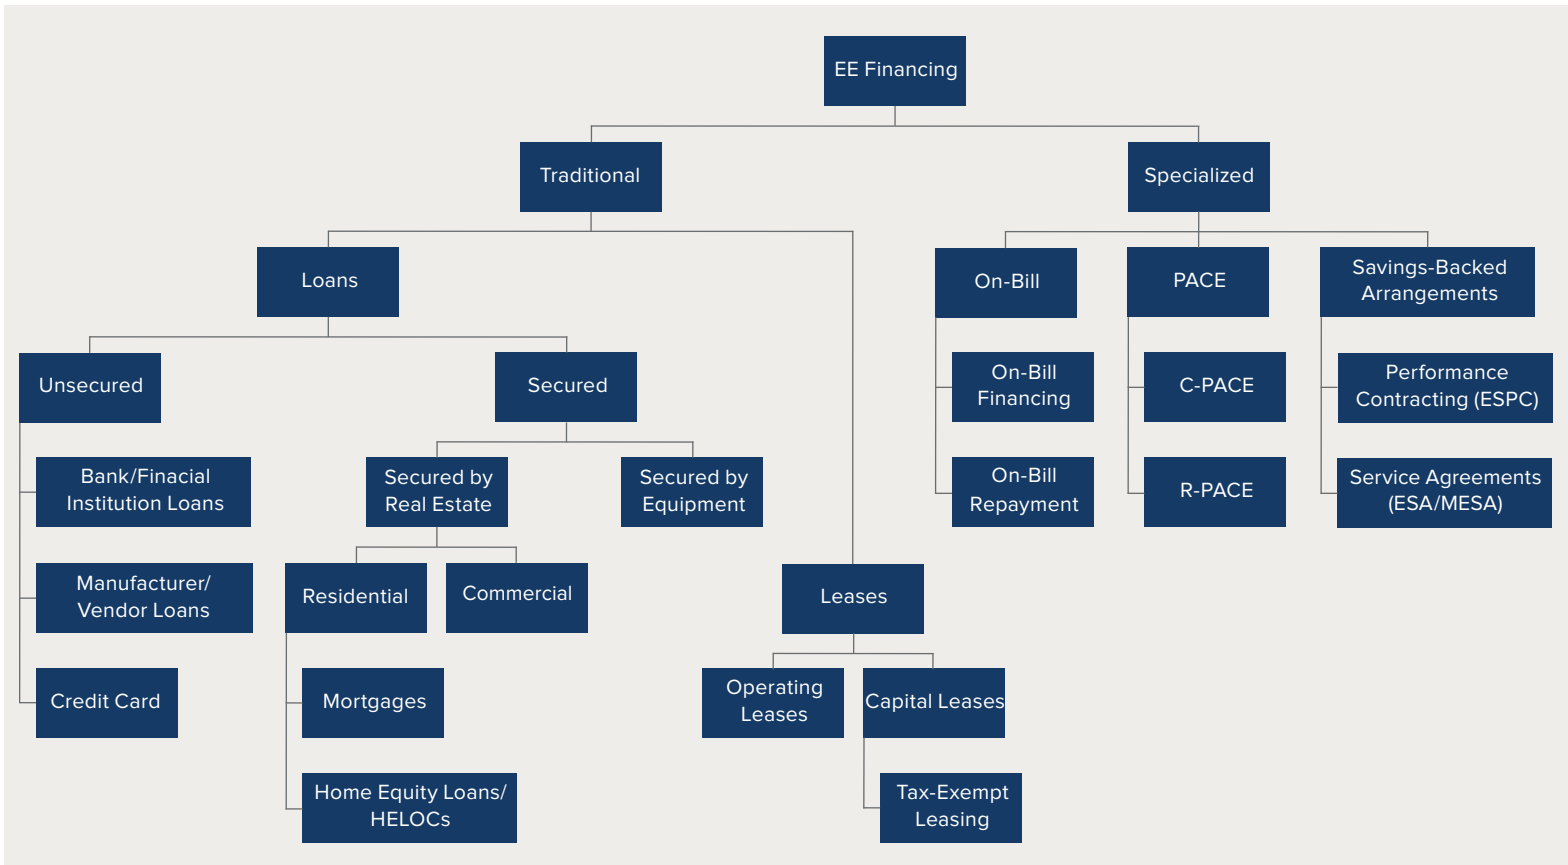 EE Financing
Traditional
Specialized
Loans
On-Bill
PACE
Savings-Backed
Arrangements
Unsecured
Secured
On-Bill
Financing
C-PACE
Performance
Contracting (ESPC)
Bank/Finacial
Institution Loans
Secured by
Real Estate
Secured by
Equipment
On-Bill
Repayment
R-PACE
Service Agreements
(ESA/MESA)
Manufacturer/
Vendor Loans
Residential
Commercial
Leases
Credit Card
Mortgages
Operating
Leases
Capital Leases
Home Equity Loans/
HELOCs
Tax-Exempt
Leasing